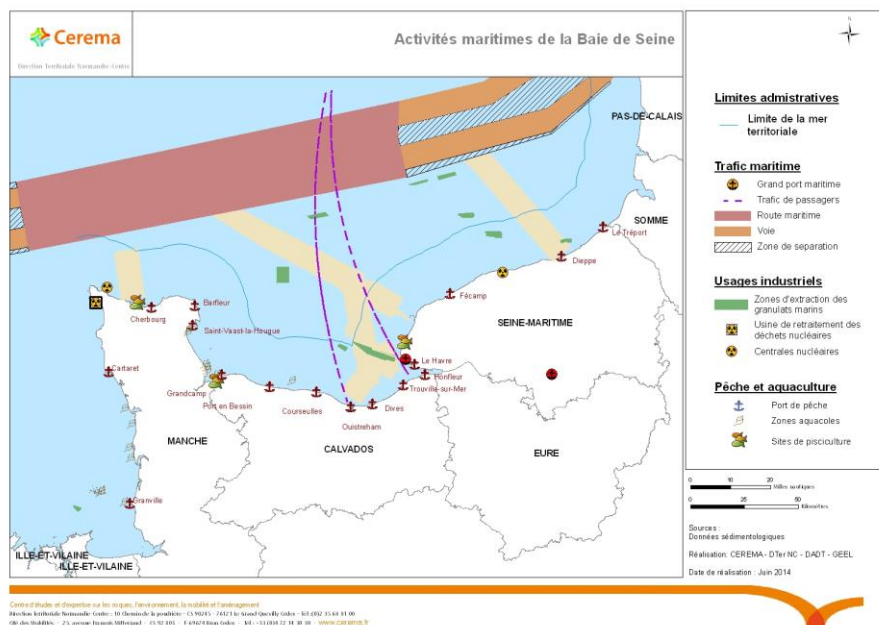 Cerema
Direction Territoriale Normandie-Centre
Activités maritimes de la Baie de Seine
N
Limites admistratives
Limite de la mer
territoriale
Trafic maritime
Grand port maritime
Trafic de passagers
Route maritime
Voie
Zone de separation
Usages industriels
Zones d'extraction des
granulats marins
Usine de retraitement des
déchets nucléaires
Centrales nucléaires
Pêche et aquaculture
Port de pêche
Zones aquacoles
Sites de pisciculture
PAS-DE-CALAIS
SOMME
Le Tréport
Dieppe
Fécamp
SEINE-MARITIME
Cherbourg
Barfleur
Saint-Vaast-la-Hougue
Cartaret
Grandcamp
Port en Bessin
Courseulles
Ouistreham
Dives
Trouville-sur-Mer
Honfleur
Le Havre
MANCHE
CALVADOS
EURE
Granville
ILLE-ET-VILAINE
ILLE-ET-VILAINE
0 10 20
Milles nautiques
0 25 50
Kilomètres
Sources :
Données sédimentologiques
Réalisation: CEREMA - DTer NC - DADT - GEEL
Date de réalisation : Juin 2014
Centre d'études et d'expertise sur les risques, l'environnement, la mobilité et l'aménagement
www.cerema.fr